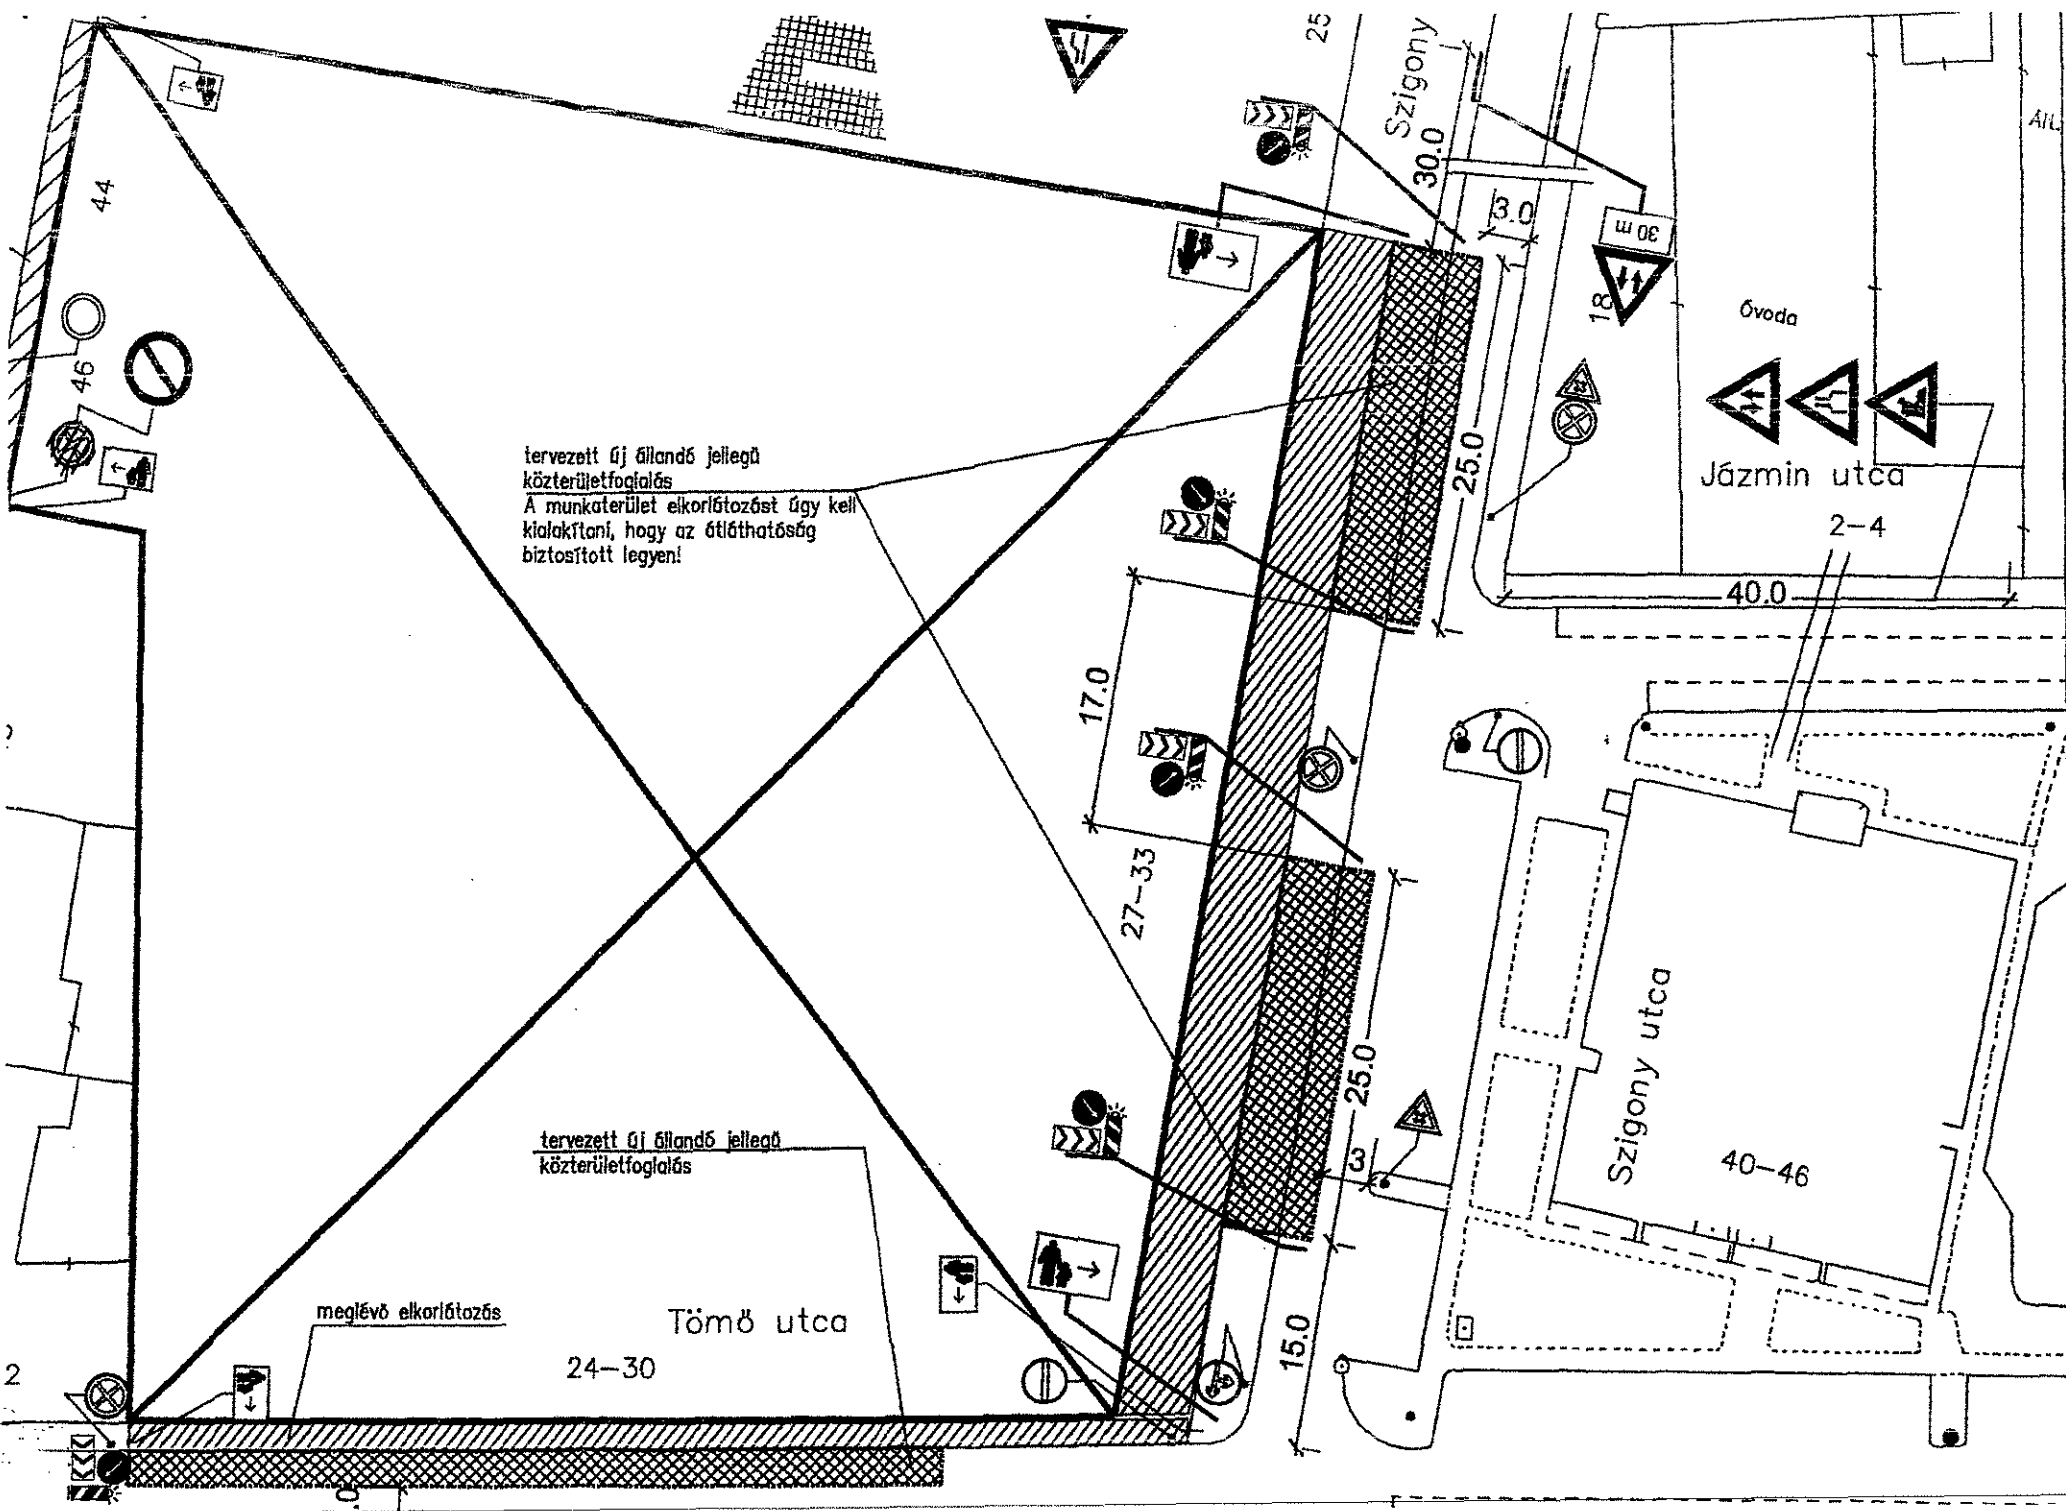 25
Szigony
30.0
3.0
30 m
18
Óvoda
44
46
tervezett új állandó jellegű
közterületfoglalás
A munkaterület elkorlátozást úgy kell
kialakítani, hogy az átláthatóság
biztosított legyen!
25.0
Jázmin utca
2-4
40.0
17.0
27-33
25.0
3
Szigony utca
40-46
tervezett új állandó jellegű
közterületfoglalás
meglévő elkorlátozás
Tömő utca
24-30
15.0
2